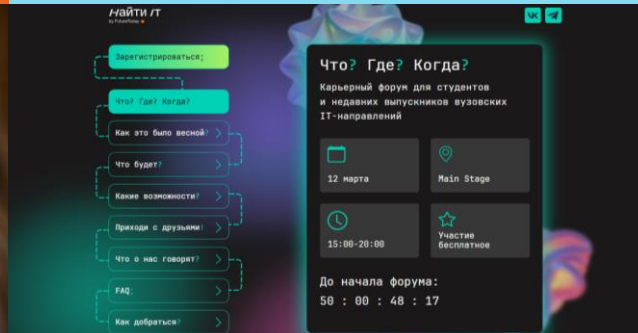 найти IT
by FutureToday
Зарегистрироваться;
Что? Где? Когда?
Как это было весной?
Что будет?
Какие возможности?
Приходи с друзьями!
Что о нас говорят?
FAQ:
Как добраться?
Что? Где? Когда?
Карьерный форум для студентов
и недавних выпускников вузовских
IT-направлений
12 марта
Main Stage
15:00-20:00
Участие
бесплатное
До начала форума:
50 : 00 : 48 : 17